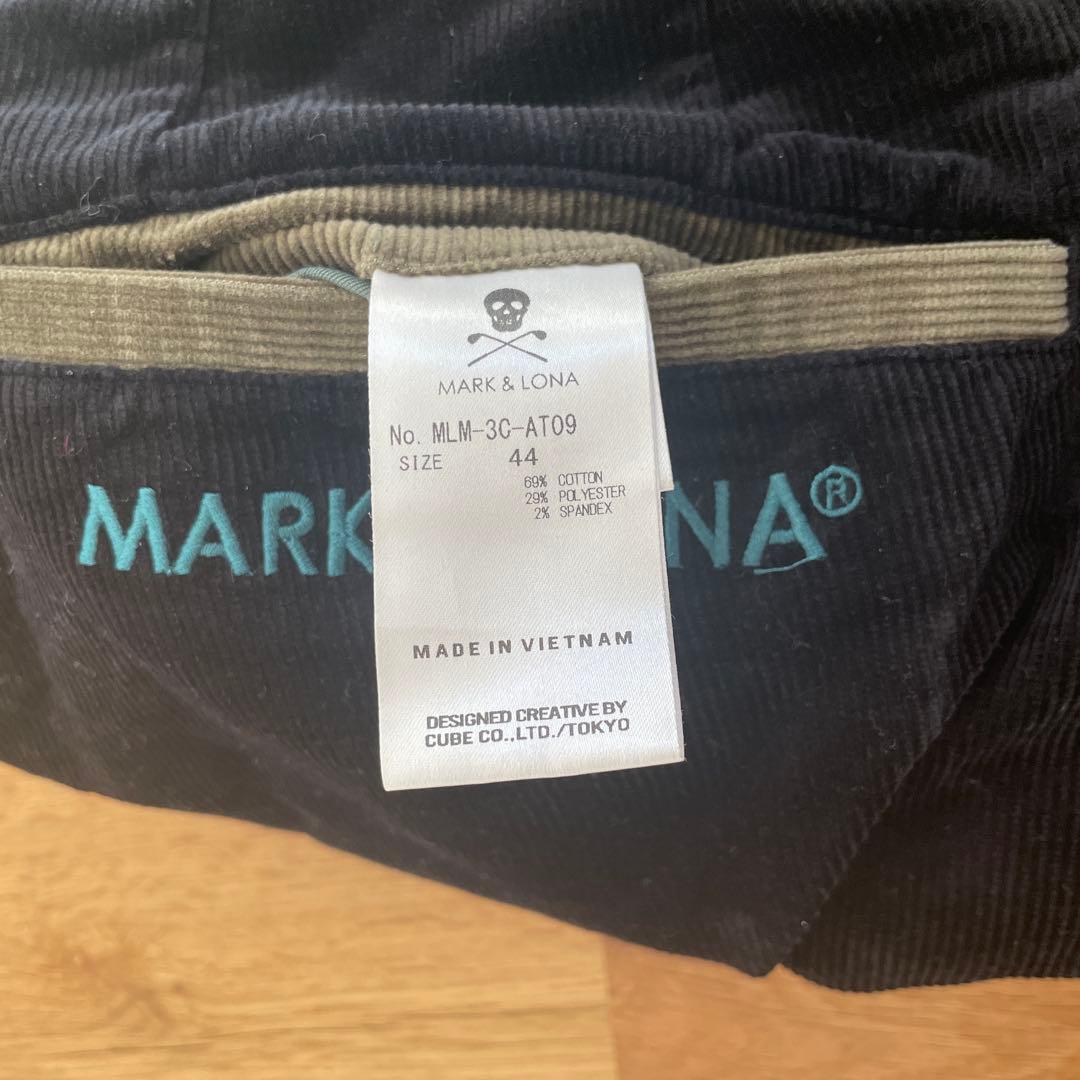 MARK & LONA
No. MLM-3C-AT09
SIZE 44
69% COTTON
29% POLYESTER
2% SPANDEX
MARK ONA®
MADE IN VIETNAM
DESIGNED CREATIVE BY
CUBE CO.,LTD./TOKYO